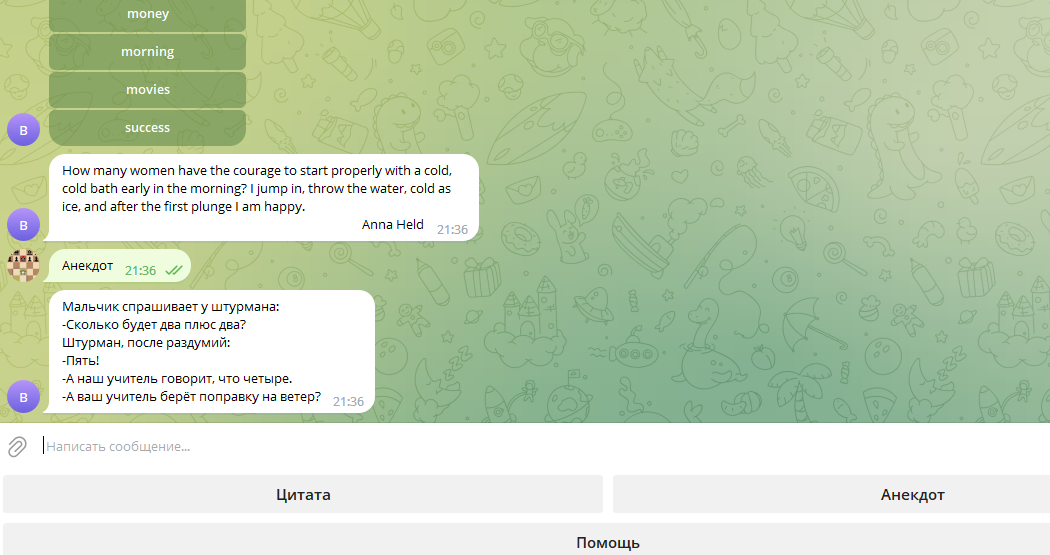 money
morning
movies
success
B
How many women have the courage to start properly with a cold,
cold bath early in the morning? I jump in, throw the water, cold as
ice, and after the first plunge I am happy.
Anna Held 21:36
B
Анекдот 21:36
Мальчик спрашивает у штурмана:
-Сколько будет два плюс два?
Штурман, после раздумий:
-Пять!
-А наш учитель говорит, что четыре.
-А ваш учитель берёт поправку на ветер? 21:36
B
Написать сообщение...
Цитата Анекдот
Помощь